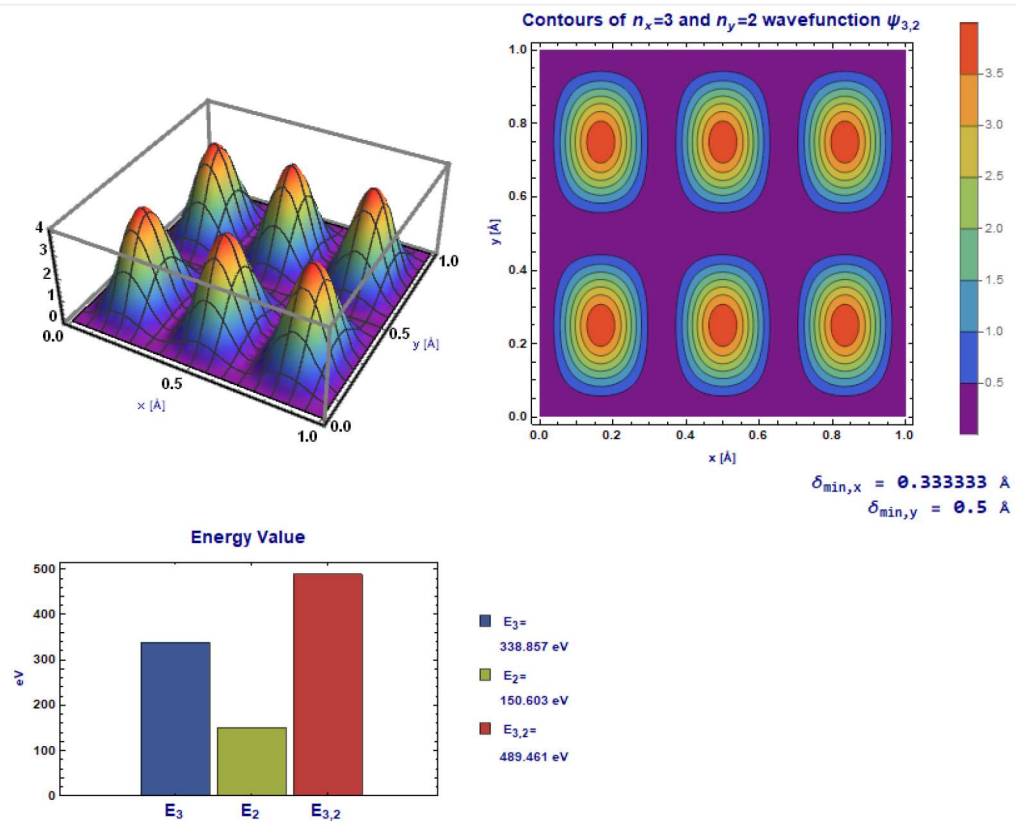 Contours of nx=3 and ny=2 wavefunction ψ3,2
4
3
2
1
0
0.0
0.5
x [Å]
1.0
0.0
0.5
y [Å]
1.0
1.0
0.8
0.6
0.4
0.2
0.0
y [Å]
0.0 0.2 0.4 0.6 0.8 1.0
x [Å]
3.5
3.0
2.5
2.0
1.5
1.0
0.5
δmin,x = 0.333333 Å
δmin,y = 0.5 Å
Energy Value
500
400
300
200
100
0
eV
E3 E2 E3,2
E3=
338.857 eV
E2=
150.603 eV
E3,2=
489.461 eV